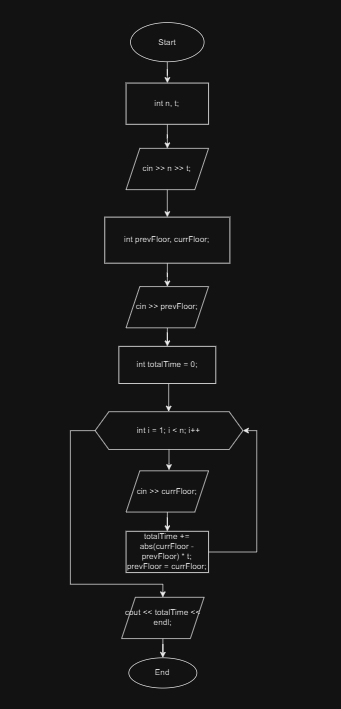 Start
int n, t;
cin >> n >> t;
int prevFloor, currFloor;
cin >> prevFloor;
int totalTime = 0;
int i = 1; i < n; i++
cin >> currFloor;
totalTime +=
abs(currFloor -
prevFloor) * t;
prevFloor = currFloor;
cout << totalTime <<
endl;
End